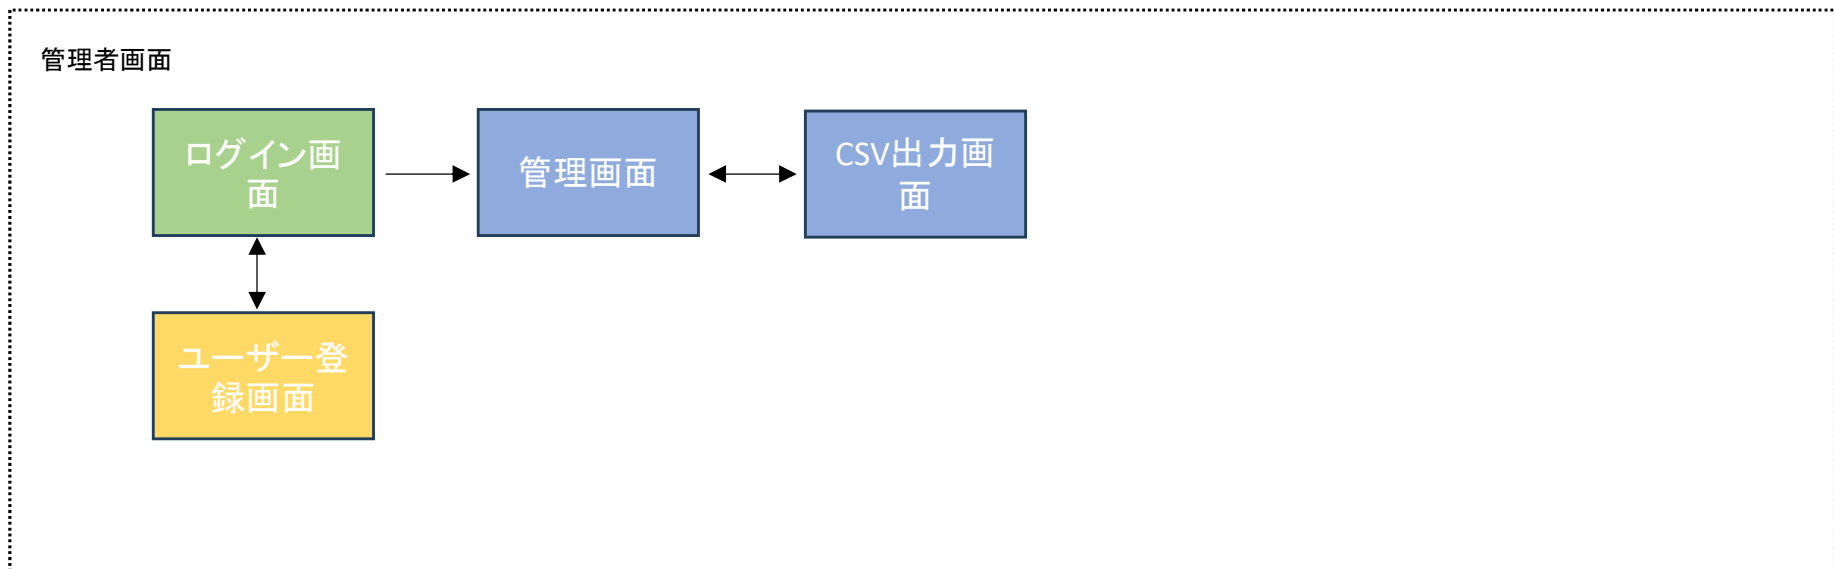 管理者画面
ログイン画
面
管理画面
CSV出力画
面
ユーザー登
録画面